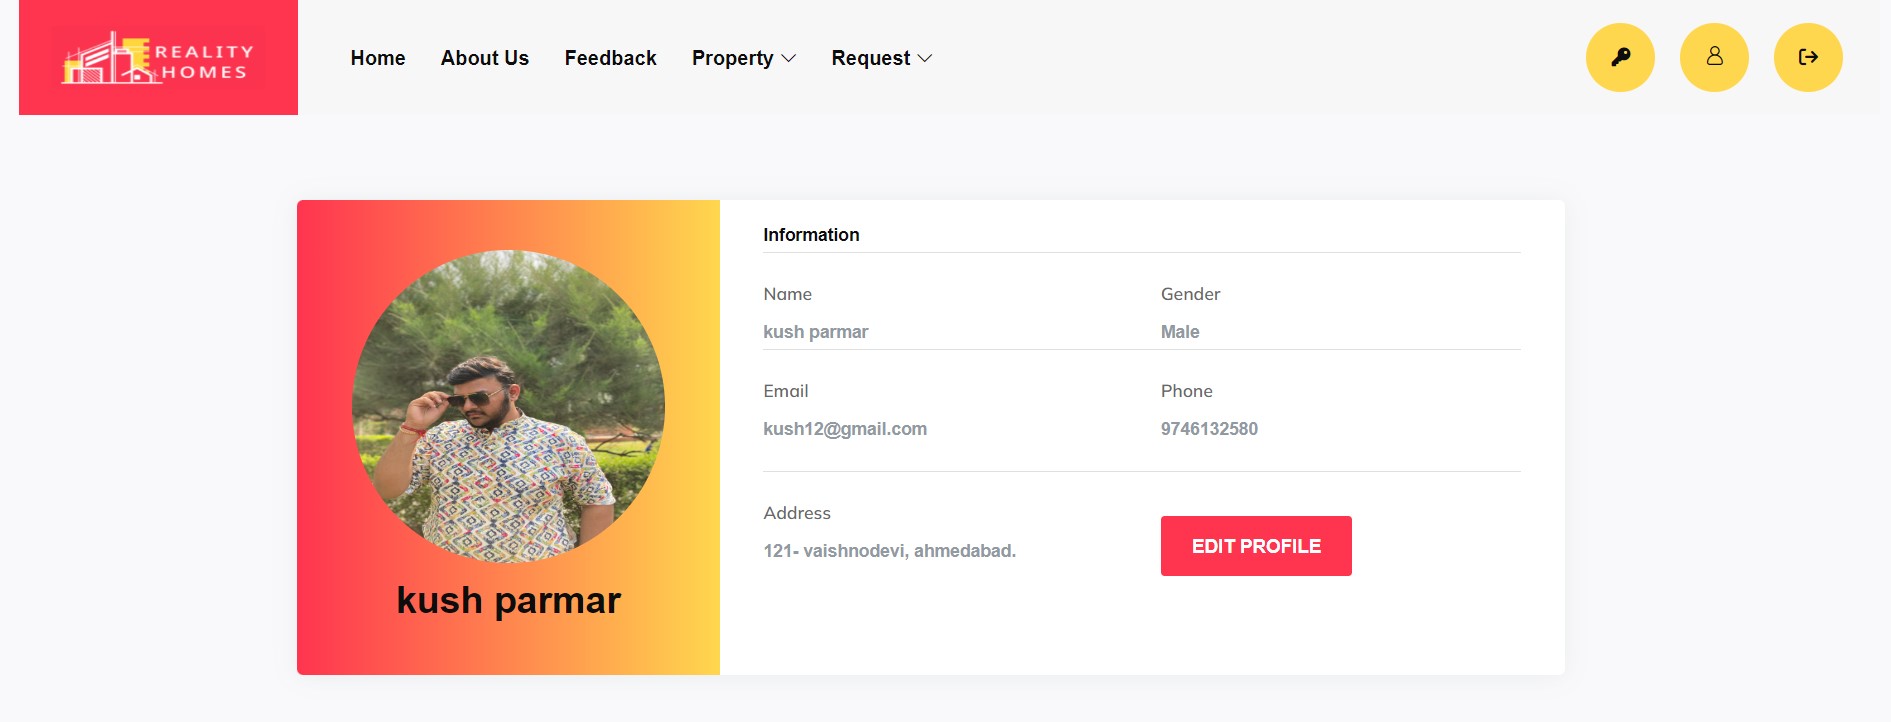 REALITY
HOMES
Home About Us Feedback Property Request
Information
Name Gender
kush parmar Male
Email Phone
kush12@gmail.com 9746132580
Address
121- vaishnodevi, ahmedabad.
EDIT PROFILE
kush parmar